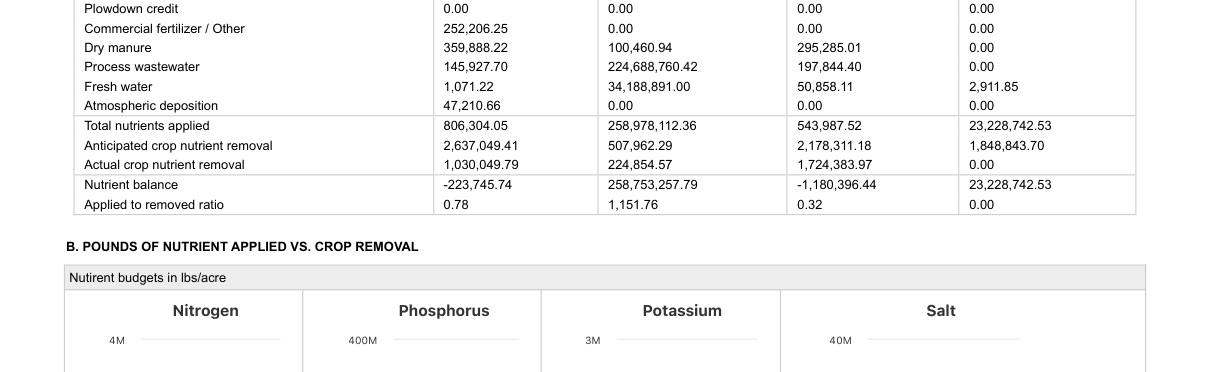 Plowdown credit 0.00 0.00 0.00 0.00
Commercial fertilizer / Other 252,206.25 0.00 0.00 0.00
Dry manure 359,888.22 100,460.94 295,285.01 0.00
Process wastewater 145,927.70 224,688,760.42 197,844.40 0.00
Fresh water 1,071.22 34,188,891.00 50,858.11 2,911.85
Atmospheric deposition 47,210.66 0.00 0.00 0.00
Total nutrients applied 806,304.05 258,978,112.36 543,987.52 23,228,742.53
Anticipated crop nutrient removal 2,637,049.41 507,962.29 2,178,311.18 1,848,843.70
Actual crop nutrient removal 1,030,049.79 224,854.57 1,724,383.97 0.00
Nutrient balance -223,745.74 258,753,257.79 -1,180,396.44 23,228,742.53
Applied to removed ratio 0.78 1,151.76 0.32 0.00
B. POUNDS OF NUTRIENT APPLIED VS. CROP REMOVAL
Nutirent budgets in lbs/acre
Nitrogen Phosphorus Potassium Salt
4M 400M 3M 40M